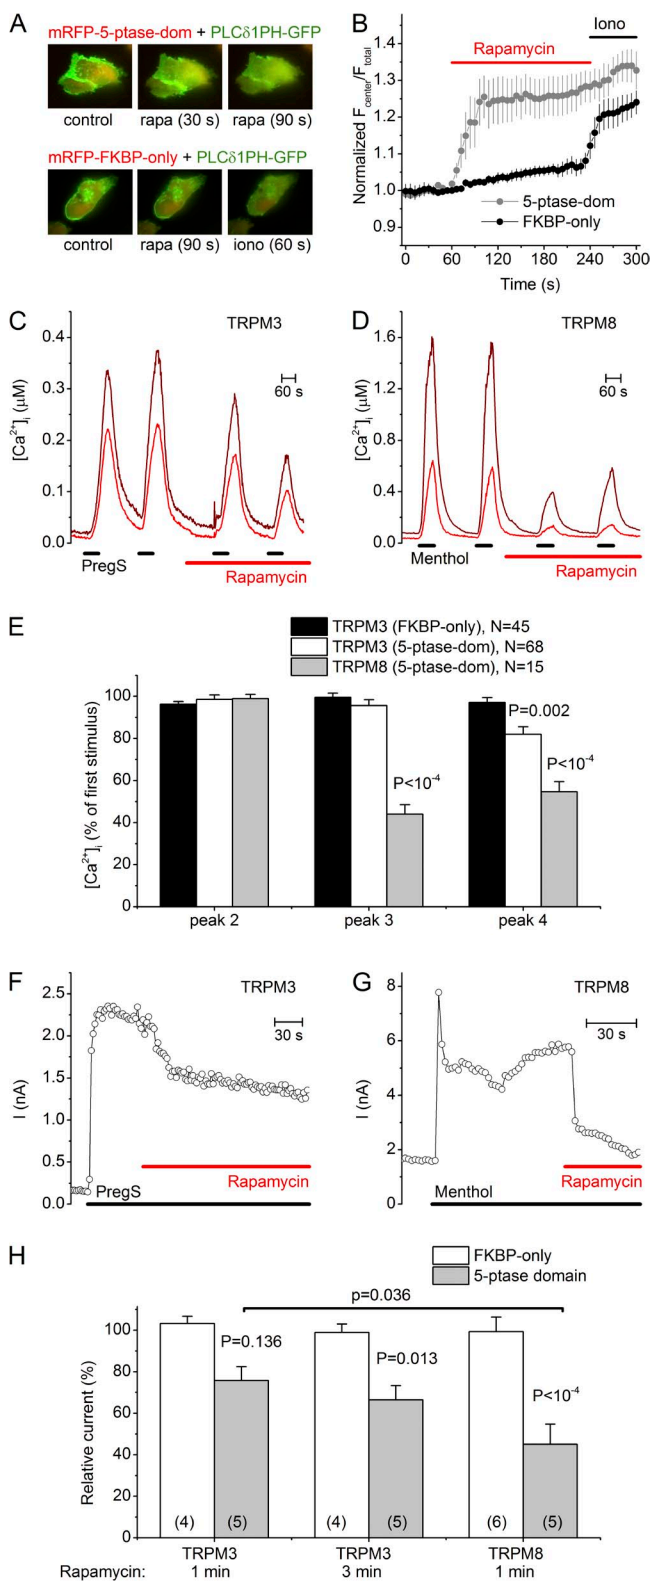 A
mRFP-5-ptase-dom + PLCδ1PH-GFP
control rapa (30 s) rapa (90 s)
mRFP-FKBP-only + PLCδ1PH-GFP
control rapa (90 s) iono (60 s)
B
Iono
Rapamycin
1.4
1.3
1.2
1.1
1.0
0.9
Normalized Fcenter/Ftotal
5-ptase-dom
FKBP-only
0 60 120 180 240 300
Time (s)
C
TRPM3
0.4
0.3
0.2
0.1
0.0
[Ca2+]i (μM)
60 s
PregS
Rapamycin
D
TRPM8
1.6
1.2
0.8
0.4
0.0
[Ca2+]i (μM)
60 s
Menthol
Rapamycin
E
TRPM3 (FKBP-only), N=45
TRPM3 (5-ptase-dom), N=68
TRPM8 (5-ptase-dom), N=15
100
80
60
40
20
0
[Ca2+]i (% of first stimulus)
P<10-4
P=0.002
P<10-4
peak 2 peak 3 peak 4
F
TRPM3
2.5
2.0
1.5
1.0
0.5
0.0
I (nA)
30 s
Rapamycin
PregS
G
TRPM8
8
6
4
2
0
I (nA)
30 s
Rapamycin
Menthol
H
FKBP-only
5-ptase domain
p=0.036
100
80
60
40
20
0
Relative current (%)
P=0.136
P=0.013
P<10-4
(4) (5) (4) (5) (6) (5)
TRPM3 TRPM3 TRPM8
Rapamycin: 1 min 3 min 1 min